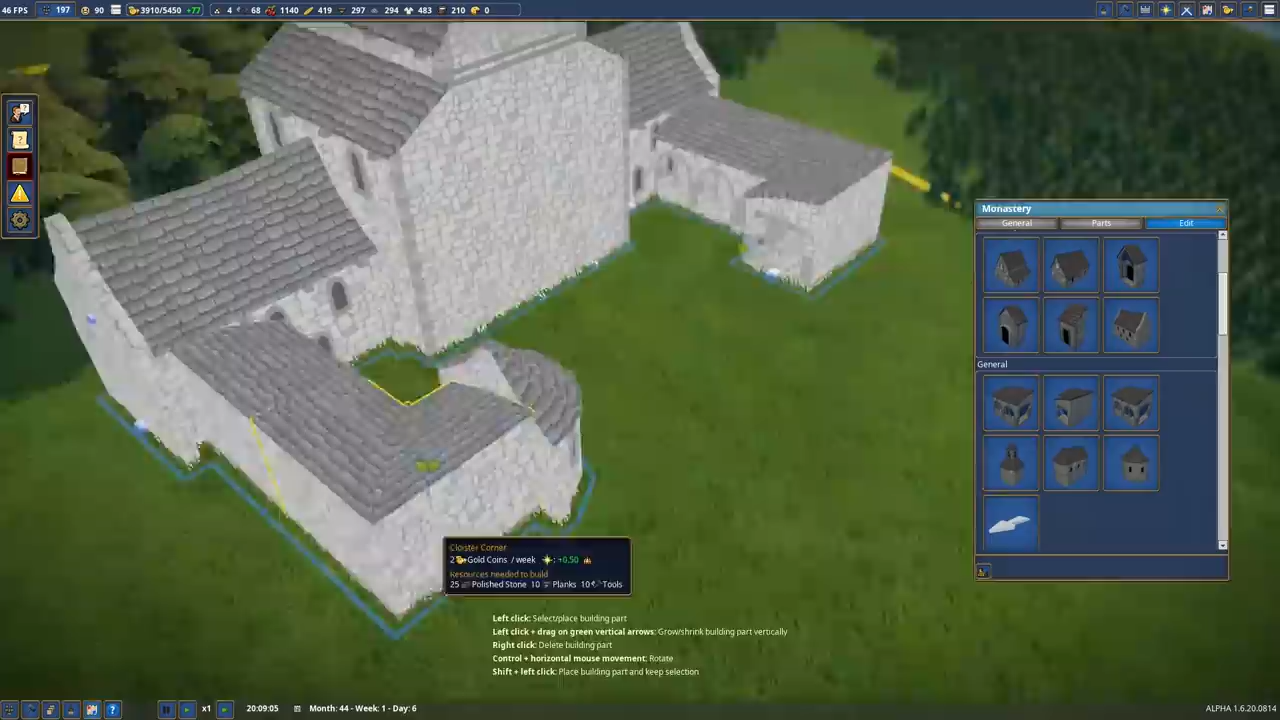 46 FPS 197 90 3910/5450 +77 4 68 1140 419 297 294 483 210 0
Monastery
General Parts Edit
General
Cloister Corner
2 Gold Coins / week : +0.50
Resources needed to build
25 Polished Stone 10 Planks 10 Tools
Left click: Select/place building part
Left click + drag on green vertical arrows: Grow/shrink building part vertically
Right click: Delete building part
Control + horizontal mouse movement: Rotate
Shift + left click: Place building part and keep selection
x1 20:09:05 Month: 44 - Week: 1 - Day: 6
ALPHA 1.6.20.0814